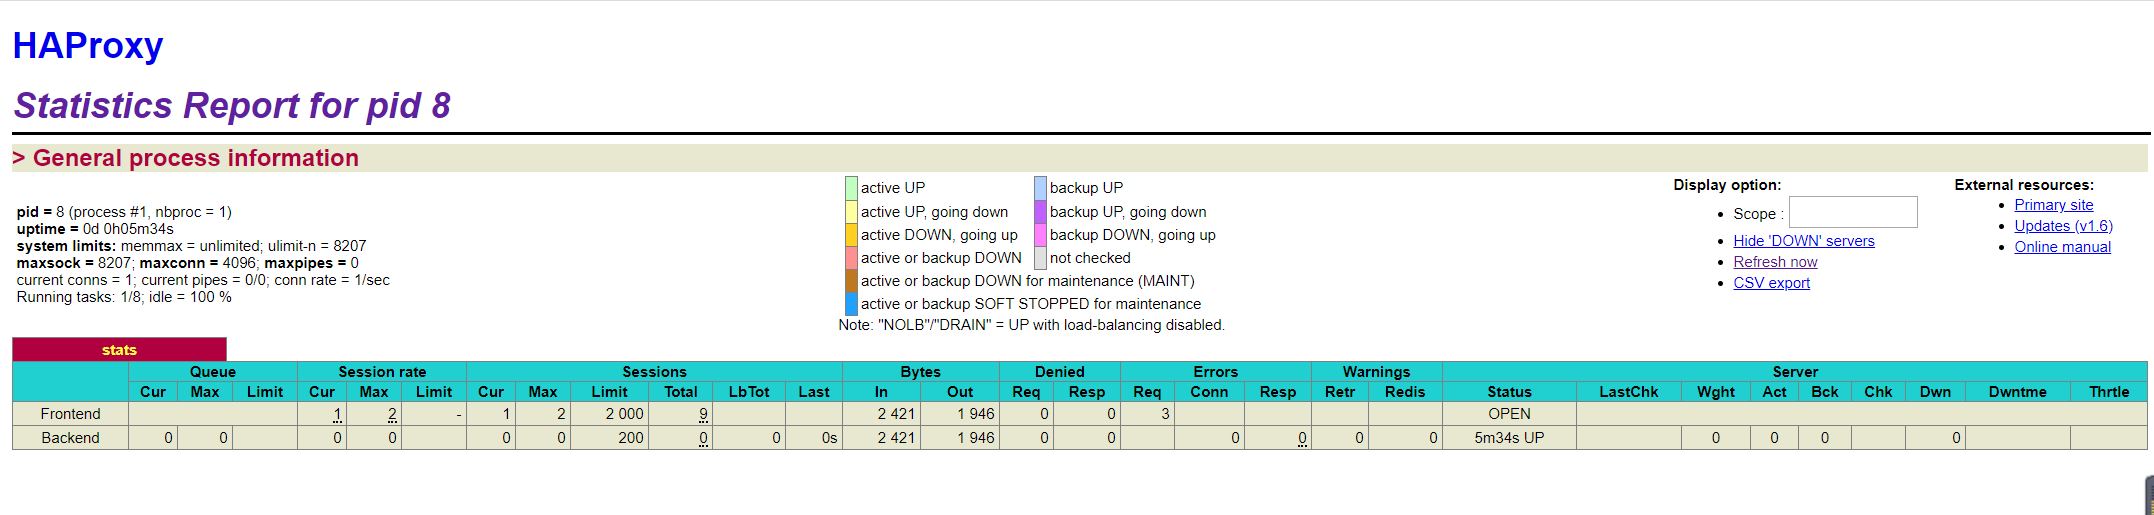 HAProxy
Statistics Report for pid 8
> General process information
pid = 8 (process #1, nbproc = 1)
uptime = 0d 0h05m34s
system limits: memmax = unlimited; ulimit-n = 8207
maxsock = 8207; maxconn = 4096; maxpipes = 0
current conns = 1; current pipes = 0/0; conn rate = 1/sec
Running tasks: 1/8; idle = 100 %
active UP backup UP
active UP, going down backup UP, going down
active DOWN, going up backup DOWN, going up
active or backup DOWN not checked
active or backup DOWN for maintenance (MAINT)
active or backup SOFT STOPPED for maintenance
Note: "NOLB"/"DRAIN" = UP with load-balancing disabled.
Display option:
• Scope :
• Hide 'DOWN' servers
• Refresh now
• CSV export
External resources:
• Primary site
• Updates (v1.6)
• Online manual
stats
Queue Session rate Sessions Bytes Denied Errors Warnings Server
Cur Max Limit Cur Max Limit Cur Max Limit Total LbTot Last In Out Req Resp Req Conn Resp Retr Redis Status LastChk Wght Act Bck Chk Dwn Dwntme Thrtle
Frontend 1 2 - 1 2 2 000 9 2 421 1 946 0 0 3 OPEN
Backend 0 0 0 0 0 0 200 0 0 0s 2 421 1 946 0 0 0 0 0 0 5m34s UP 0 0 0 0